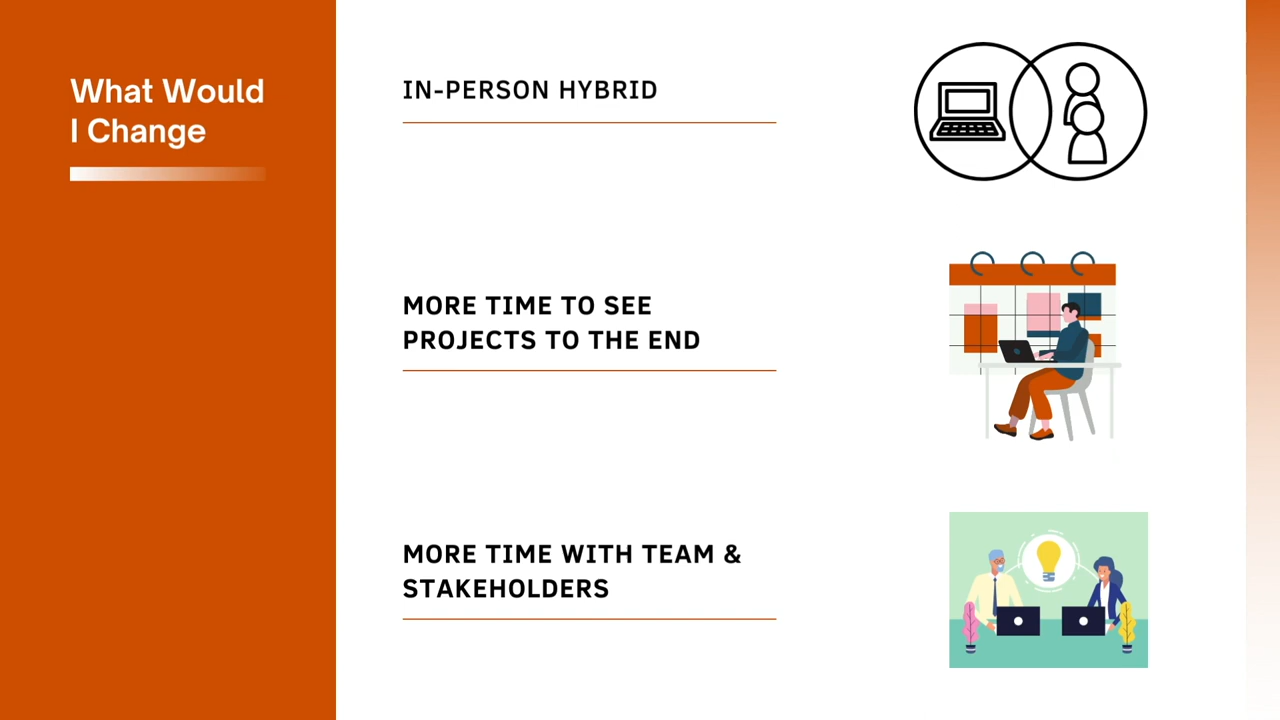 What Would
I Change
IN-PERSON HYBRID
MORE TIME TO SEE
PROJECTS TO THE END
MORE TIME WITH TEAM &
STAKEHOLDERS